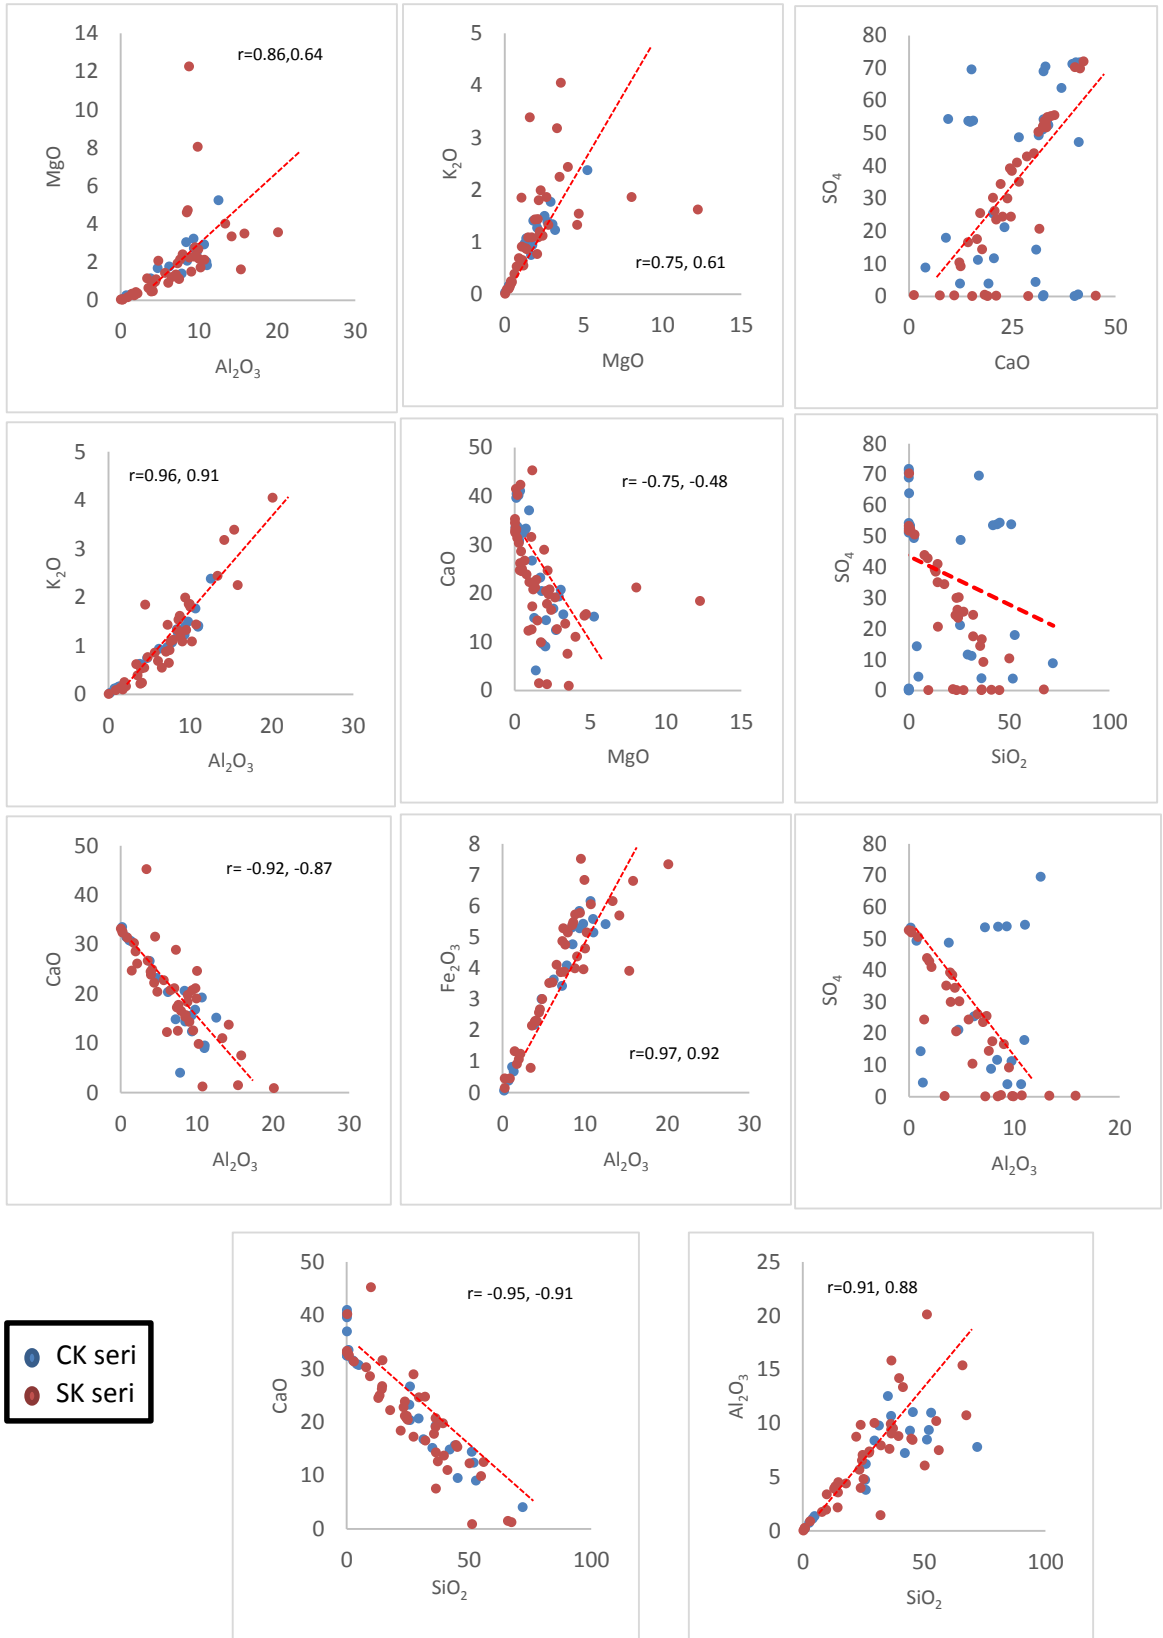 14
12
10
8
6
4
2
0
MgO
r=0.86,0.64
0 10 20 30
Al₂O₃
5
4
3
2
1
0
K₂O
r=0.75, 0.61
0 5 10 15
MgO
80
70
60
50
40
30
20
10
0
SO₄
0 25 50
CaO
5
4
3
2
1
0
K₂O
r=0.96, 0.91
0 10 20 30
Al₂O₃
50
40
30
20
10
0
CaO
r= -0.75, -0.48
0 5 10 15
MgO
80
70
60
50
40
30
20
10
0
SO₄
0 50 100
SiO₂
50
40
30
20
10
0
CaO
r= -0.92, -0.87
0 10 20 30
Al₂O₃
8
7
6
5
4
3
2
1
0
Fe₂O₃
r=0.97, 0.92
0 10 20 30
Al₂O₃
80
70
60
50
40
30
20
10
0
SO₄
0 10 20
Al₂O₃
CK seri
SK seri
50
40
30
20
10
0
CaO
r= -0.95, -0.91
0 50 100
SiO₂
25
20
15
10
5
0
Al₂O₃
r=0.91, 0.88
0 50 100
SiO₂